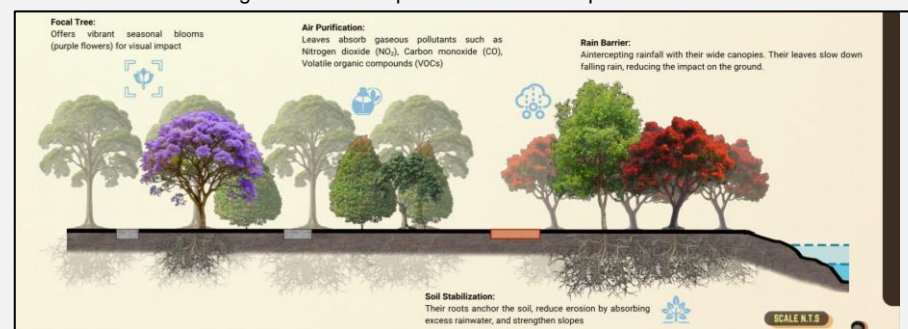 Focal Tree:
Offers vibrant seasonal blooms
(purple flowers) for visual impact
Air Purification:
Leaves absorb gaseous pollutants such as
Nitrogen dioxide (NO₂), Carbon monoxide (CO),
Volatile organic compounds (VOCs)
Rain Barrier:
Aintercepting rainfall with their wide canopies. Their leaves slow down
falling rain, reducing the impact on the ground.
Soil Stabilization:
Their roots anchor the soil, reduce erosion by absorbing
excess rainwater, and strengthen slopes
SCALE N.T.S